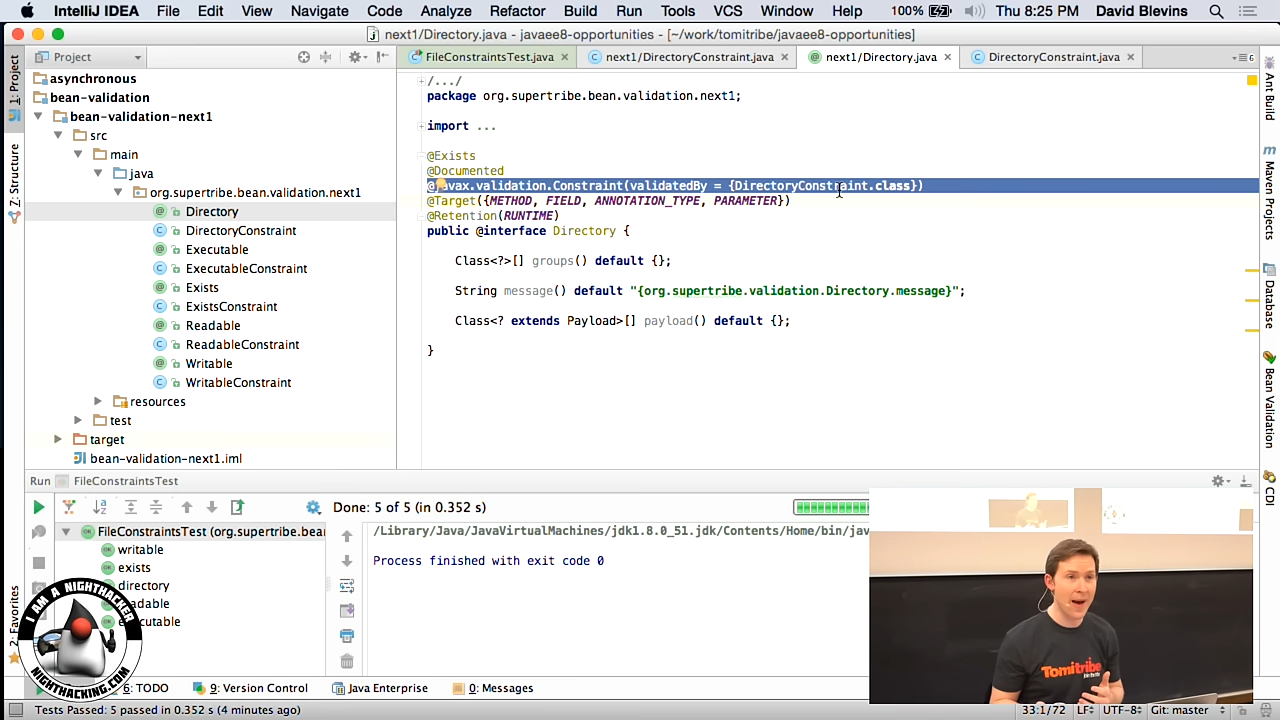 IntelliJ IDEA File Edit View Navigate Code Analyze Refactor Build Run Tools VCS Window Help 100% Thu 8:25 PM David Blevins
next1/Directory.java - javaee8-opportunities - [~/work/tomitribe/javaee8-opportunities]
Project
FileConstraintsTest.java next1/DirectoryConstraint.java next1/Directory.java DirectoryConstraint.java
6
1: Project
Z: Structure
2: Favorites
asynchronous
bean-validation
bean-validation-next1
src
main
java
org.supertribe.bean.validation.next1
Directory
DirectoryConstraint
Executable
ExecutableConstraint
Exists
ExistsConstraint
Readable
ReadableConstraint
Writable
WritableConstraint
resources
test
target
bean-validation-next1.iml
/.../
package org.supertribe.bean.validation.next1;
import ...
@Exists
@Documented
@javax.validation.Constraint(validatedBy = {DirectoryConstraint.class})
@Target({METHOD, FIELD, ANNOTATION_TYPE, PARAMETER})
@Retention(RUNTIME)
public @interface Directory {
Class<?>[] groups() default {};
String message() default "{org.supertribe.validation.Directory.message}";
Class<? extends Payload>[] payload() default {};
}
Ant Build
Maven Projects
Database
Bean Validation
CDI
Run FileConstraintsTest
Done: 5 of 5 (in 0.352 s)
FileConstraintsTest (org.supertribe.bear
writable
exists
directory
eadable
ecutable
/Library/Java/JavaVirtualMachines/jdk1.8.0_51.jdk/Contents/Home/bin/jav
Process finished with exit code 0
I AM A NIGHTHACKER
NIGHTHACKING.COM
Tomitribe
6: TODO 9: Version Control Java Enterprise 0: Messages
Tests Passed: 5 passed in 0.352 s (4 minutes ago)
33:1/72 LF UTF-8 Git: master